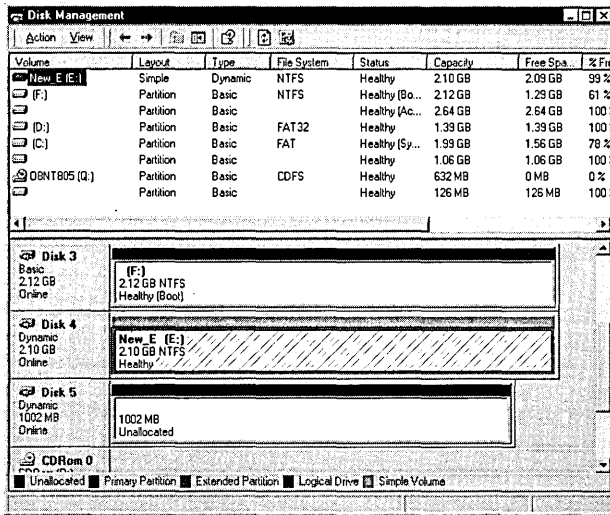 Disk Management
Action View
Volume Layout Type File System Status Capacity Free Spa... % Fre
New_E (E:) Simple Dynamic NTFS Healthy 2.10 GB 2.09 GB 99 %
(F:) Partition Basic NTFS Healthy (Bo... 2.12 GB 1.29 GB 61 %
Partition Basic Healthy (Ac... 2.64 GB 2.64 GB 100
(D:) Partition Basic FAT32 Healthy 1.39 GB 1.39 GB 100
(C:) Partition Basic FAT Healthy (Sy... 1.99 GB 1.56 GB 78 %
Partition Basic Healthy 1.06 GB 1.06 GB 100
08NT805 (Q:) Partition Basic CDFS Healthy 632 MB 0 MB 0 %
Partition Basic Healthy 126 MB 126 MB 100
Disk 3
Basic
2.12 GB
Online
(F:)
2.12 GB NTFS
Healthy (Boot)
Disk 4
Dynamic
2.10 GB
Online
New_E (E:)
2.10 GB NTFS
Healthy
Disk 5
Dynamic
1002 MB
Online
1002 MB
Unallocated
CDRom 0
Unallocated Primary Partition Extended Partition Logical Drive Simple Volume